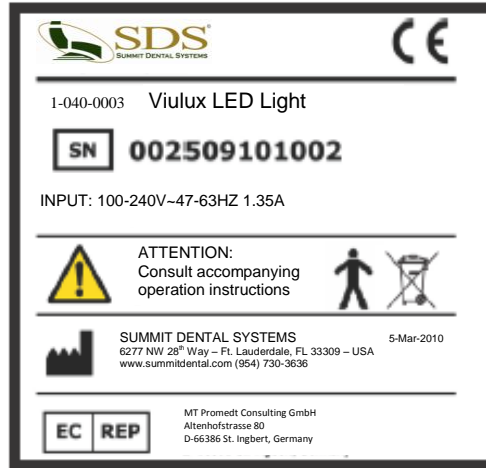 SDS
SUMMIT DENTAL SYSTEMS
CE
1-040-0003 Viulux LED Light
SN 002509101002
INPUT: 100-240V~47-63HZ 1.35A
ATTENTION:
Consult accompanying
operation instructions
SUMMIT DENTAL SYSTEMS 5-Mar-2010
6277 NW 28th Way – Ft. Lauderdale, FL 33309 – USA
www.summitdental.com (954) 730-3636
MT Promedt Consulting GmbH
Altenhofstrasse 80
EC REP
D-66386 St. Ingbert, Germany